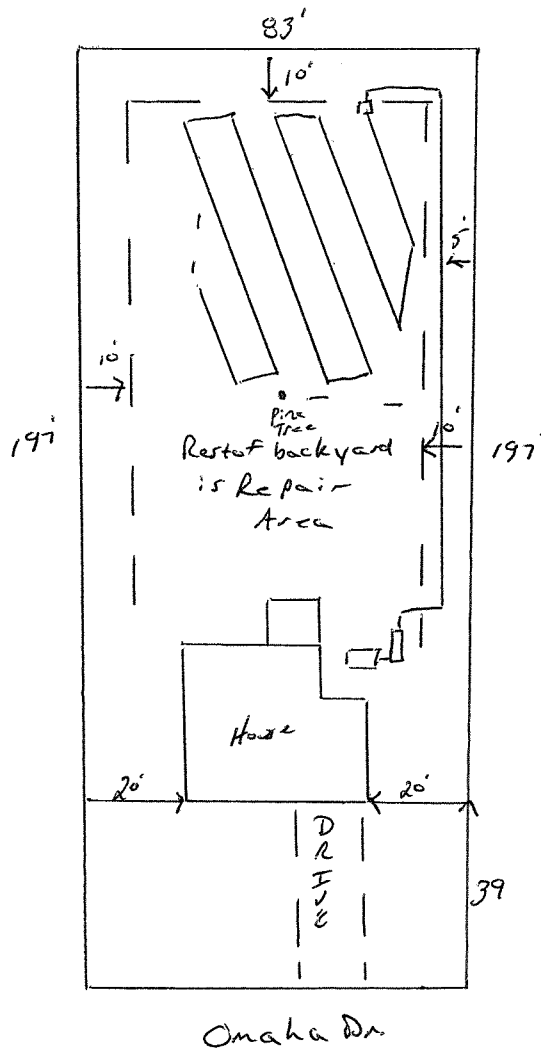 83'
10'
5'
10'
Pine
Tree
10'
197'
Rest of backyard
197'
is Repair
Area
House
20'
20'
DRIVE
39
Omaha Dr.